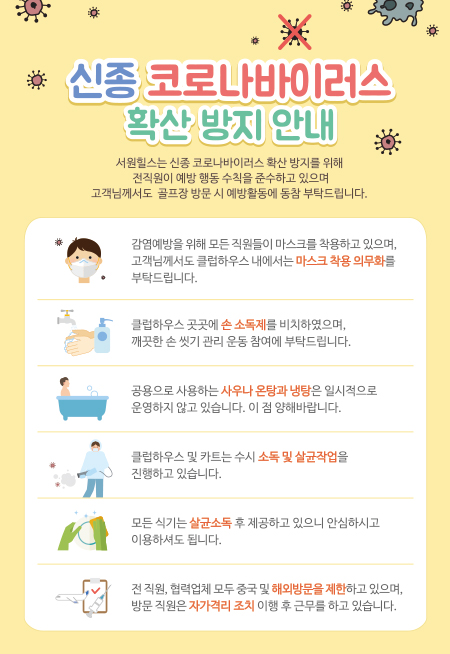 신종 코로나바이러스
확산 방지 안내
서원힐스는 신종 코로나바이러스 확산 방지를 위해
전직원이 예방 행동 수칙을 준수하고 있으며
고객님께서도 골프장 방문 시 예방활동에 동참 부탁드립니다.
감염예방을 위해 모든 직원들이 마스크를 착용하고 있으며,
고객님께서도 클럽하우스 내에서는 마스크 착용 의무화를
부탁드립니다.
클럽하우스 곳곳에 손 소독제를 비치하였으며,
깨끗한 손 씻기 관리 운동 참여에 부탁드립니다.
공용으로 사용하는 사우나 온탕과 냉탕은 일시적으로
운영하지 않고 있습니다. 이 점 양해바랍니다.
클럽하우스 및 카트는 수시 소독 및 살균작업을
진행하고 있습니다.
모든 식기는 살균소독 후 제공하고 있으니 안심하시고
이용하셔도 됩니다.
전 직원, 협력업체 모두 중국 및 해외방문을 제한하고 있으며,
방문 직원은 자가격리 조치 이행 후 근무를 하고 있습니다.